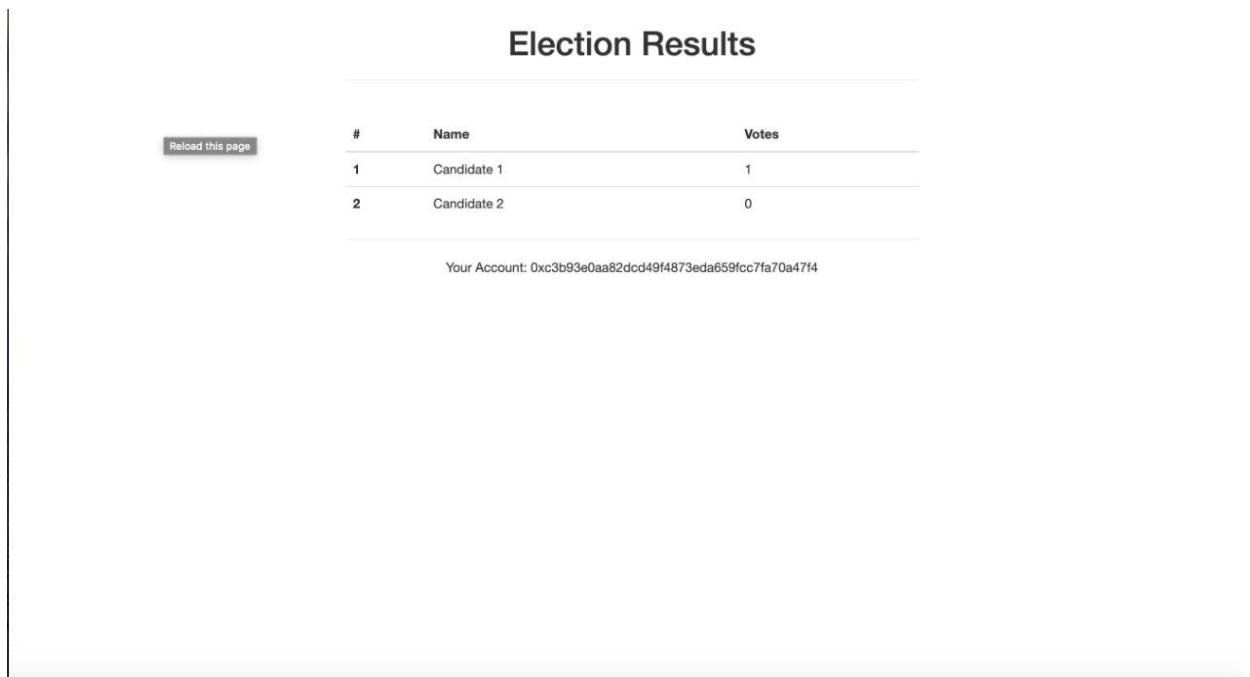 Election Results
Reload this page
# Name Votes
1 Candidate 1 1
2 Candidate 2 0
Your Account: 0xc3b93e0aa82dcd49f4873eda659fcc7fa70a47f4